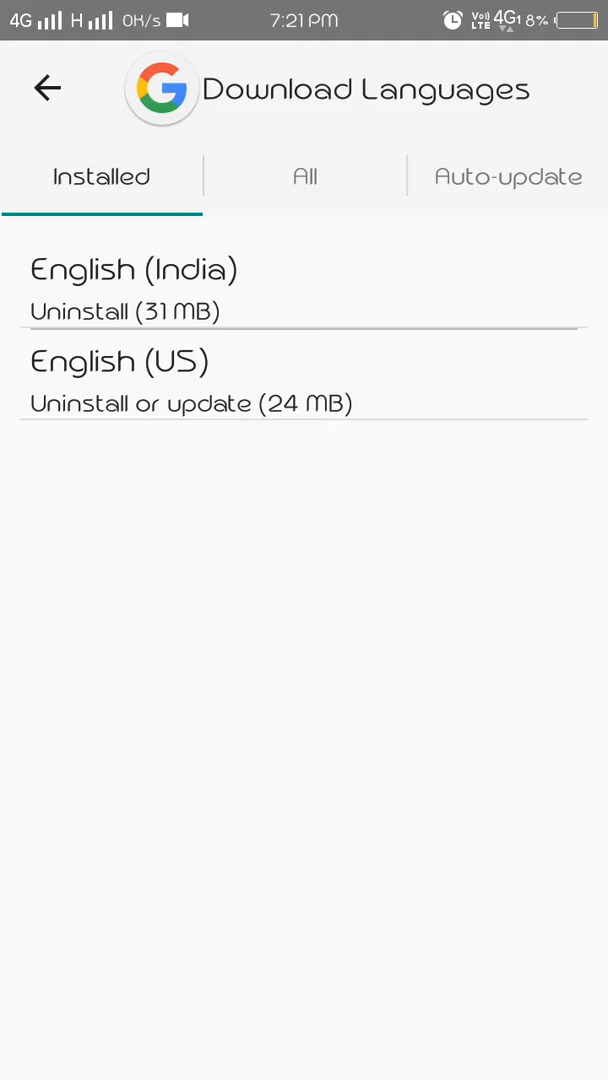 4G H 0K/s 7:21 PM Vo) LTE 4G1 8%
Download Languages
Installed All Auto-update
English (India)
Uninstall (31 MB)
English (US)
Uninstall or update (24 MB)